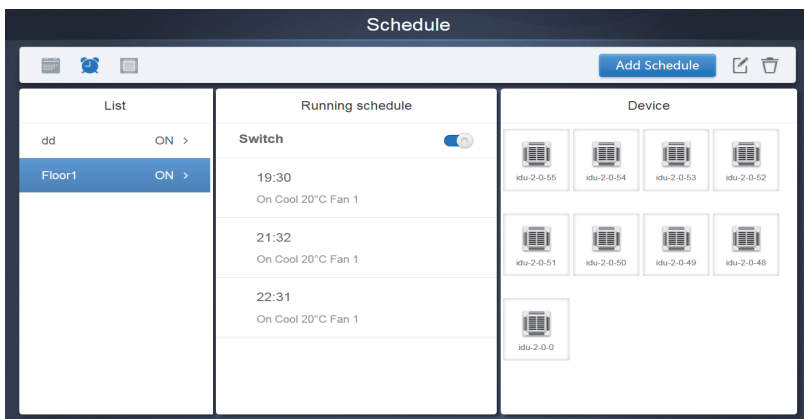 Schedule
Add Schedule
List
Running schedule
Device
dd ON >
Floor1 ON >
Switch
19:30
On Cool 20°C Fan 1
21:32
On Cool 20°C Fan 1
22:31
On Cool 20°C Fan 1
idu-2-0-55 idu-2-0-54 idu-2-0-53 idu-2-0-52
idu-2-0-51 idu-2-0-50 idu-2-0-49 idu-2-0-48
idu-2-0-0